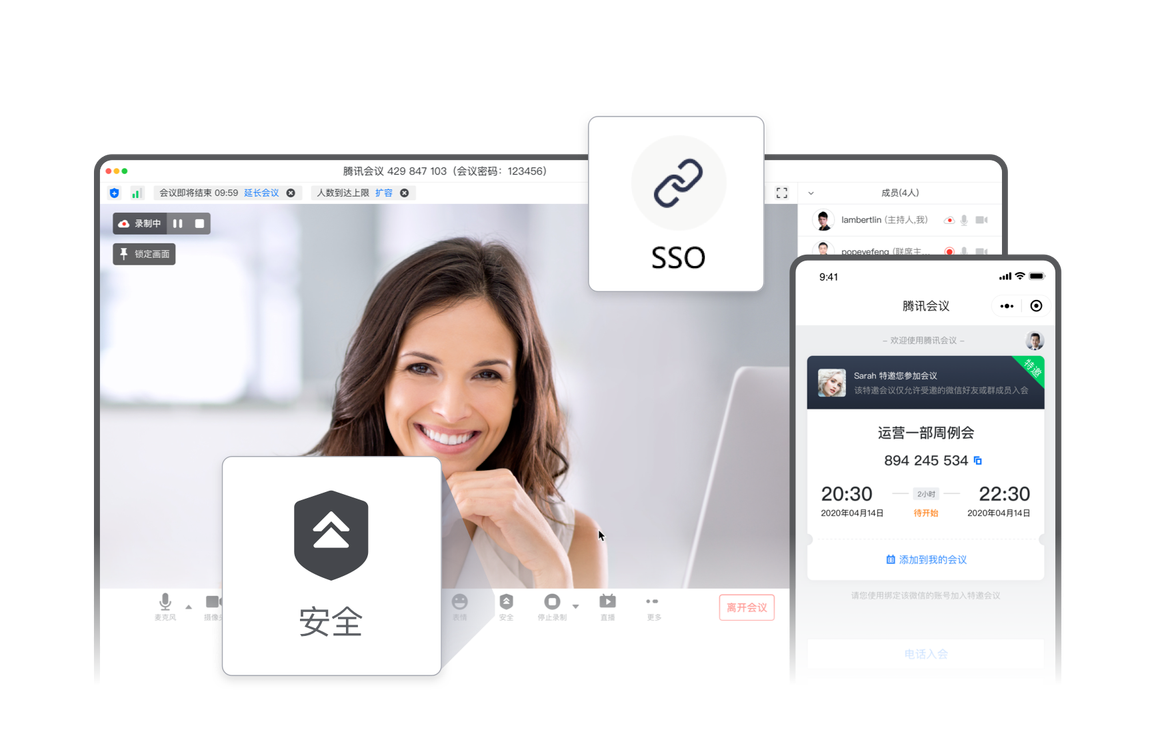 腾讯会议 429 847 103（会议密码：123456）
会议即将结束 09:59 延长会议
人数到达上限 扩容
成员(4人)
录制中
锁定画面
lambertlin (主持人,我)
popeyefeng (联席主...
SSO
安全
麦克风
表情
安全
停止录制
直播
更多
离开会议
9:41
腾讯会议
– 欢迎使用腾讯会议 –
Sarah 特邀您参加会议
该特邀会议仅允许受邀的微信好友或群成员入会
特邀
运营一部周例会
894 245 534
20:30
2小时
22:30
2020年04月14日
待开始
2020年04月14日
添加到我的会议
请您使用绑定该微信的账号加入特邀会议
电话入会